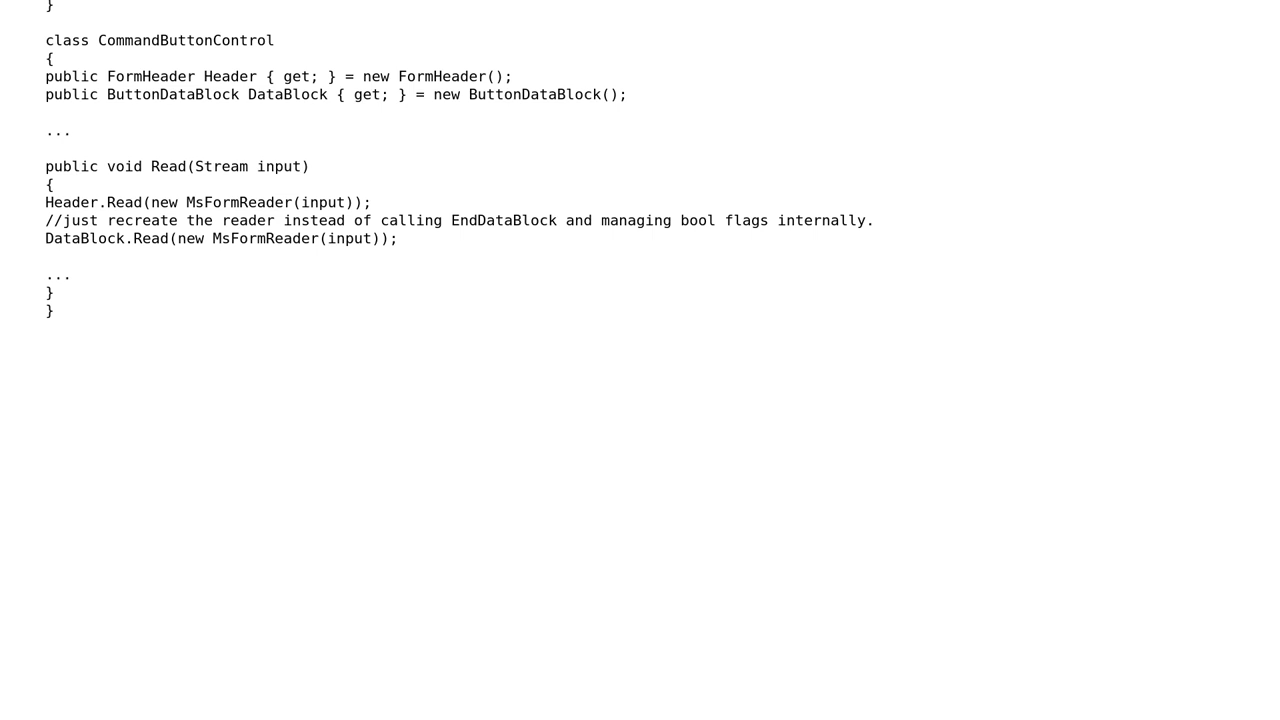 }
class CommandButtonControl
{
public FormHeader Header { get; } = new FormHeader();
public ButtonDataBlock DataBlock { get; } = new ButtonDataBlock();
...
public void Read(Stream input)
{
Header.Read(new MsFormReader(input));
//just recreate the reader instead of calling EndDataBlock and managing bool flags internally.
DataBlock.Read(new MsFormReader(input));
...
}
}